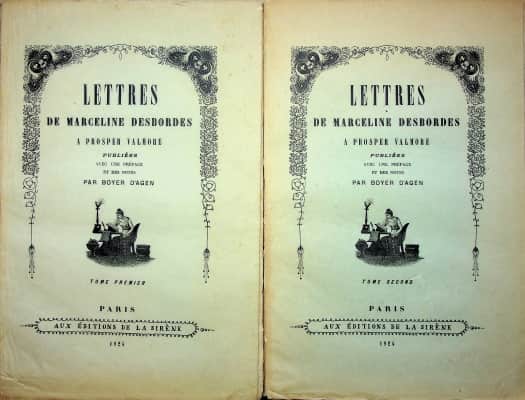 LETTRES
DE MARCELINE DESBORDES
A PROSPER VALMORE
PUBLIÉES
AVEC UNE PRÉFACE
ET DES NOTES
PAR BOYER D'AGEN
TOME PREMIER
PARIS
AUX ÉDITIONS DE LA SIRÈNE
1924
LETTRES
DE MARCELINE DESBORDES
A PROSPER VALMORE
PUBLIÉES
AVEC UNE PRÉFACE
ET DES NOTES
PAR BOYER D'AGEN
TOME SECOND
PARIS
AUX ÉDITIONS DE LA SIRÈNE
1924